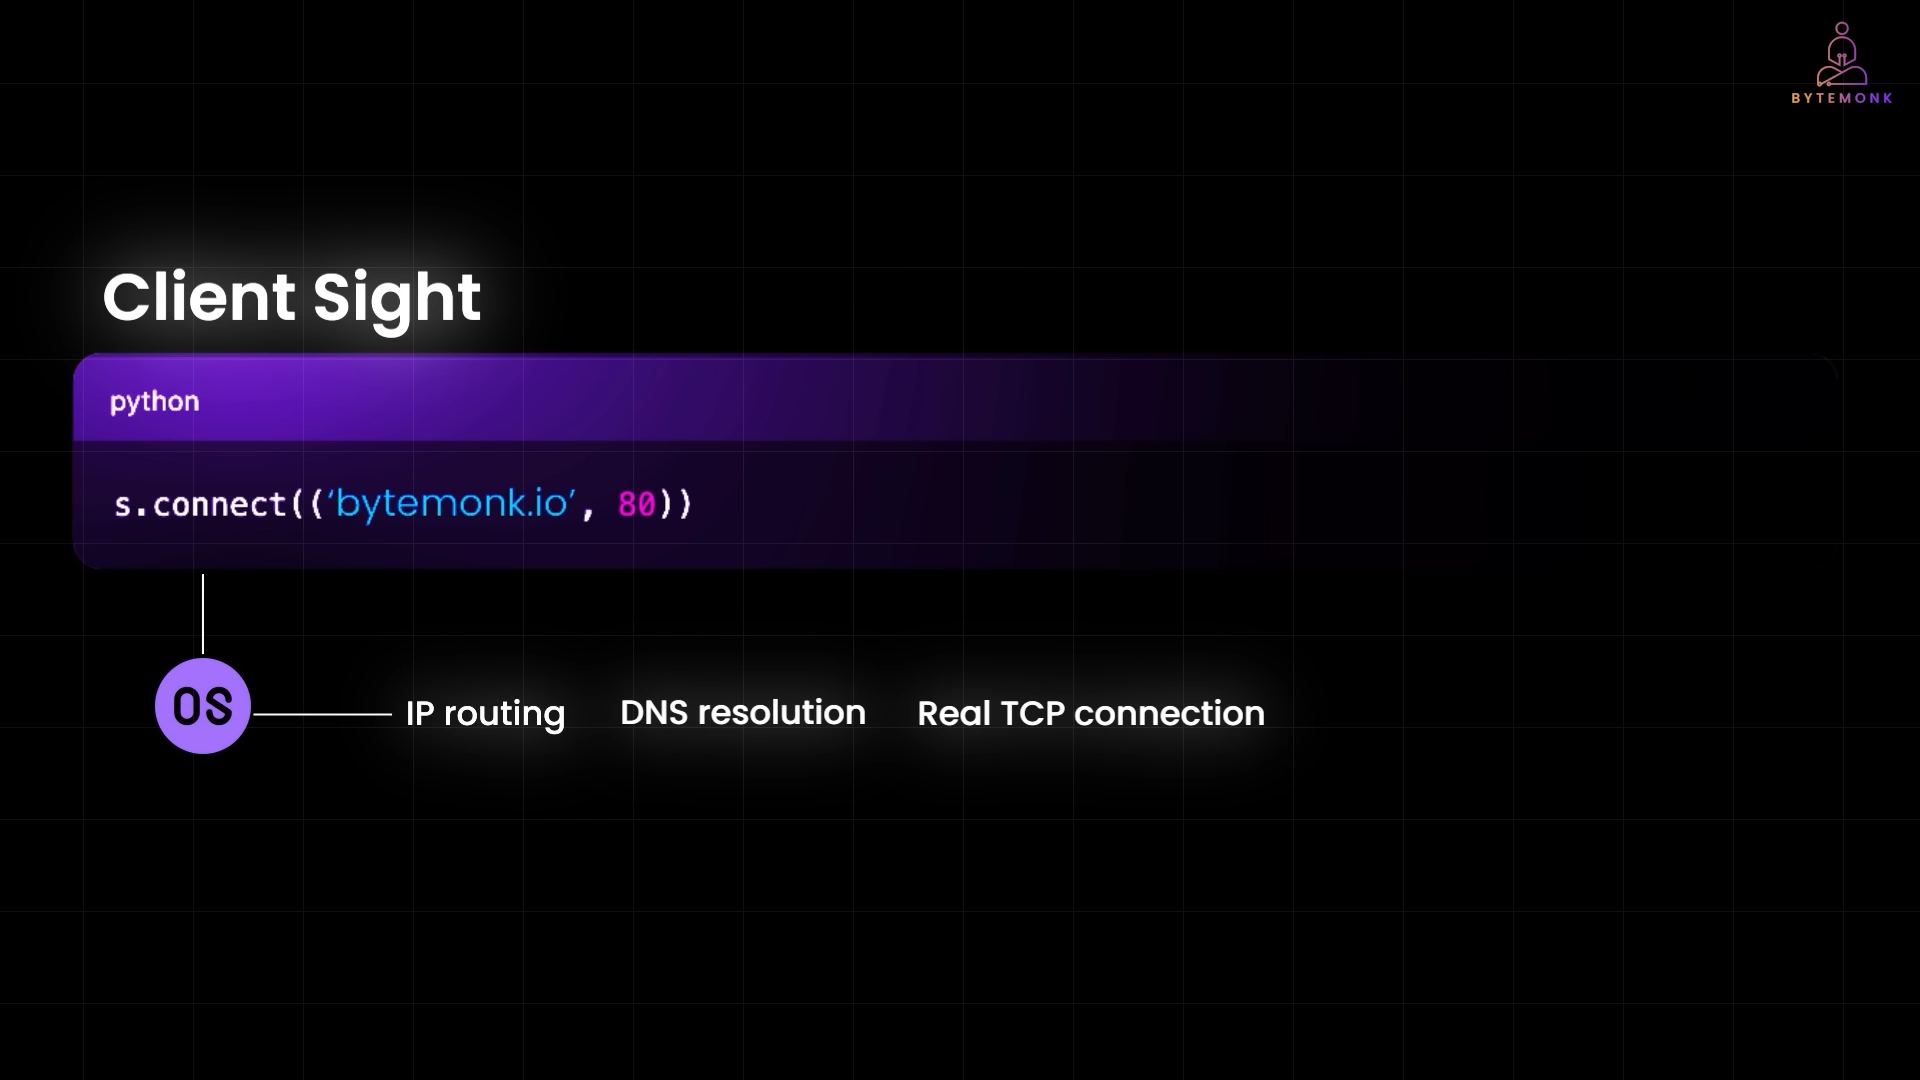 BYTEMONK
Client Sight
python
s.connect((‘bytemonk.io’, 80))
OS
IP routing DNS resolution Real TCP connection